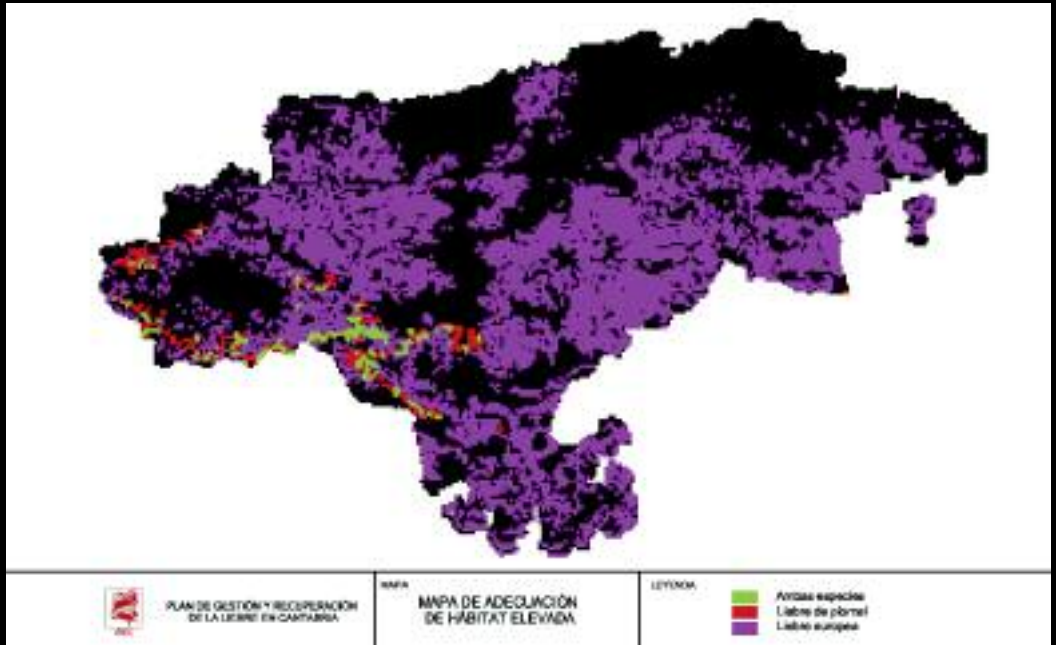 PLAN DE GESTIÓN Y RECUPERACIÓN
DE LA LIEBRE EN CANTABRIA
MAPA
MAPA DE ADECUACIÓN
DE HÁBITAT ELEVADA
LEYENDA
Ambas especies
Liebre de piornal
Liebre europea